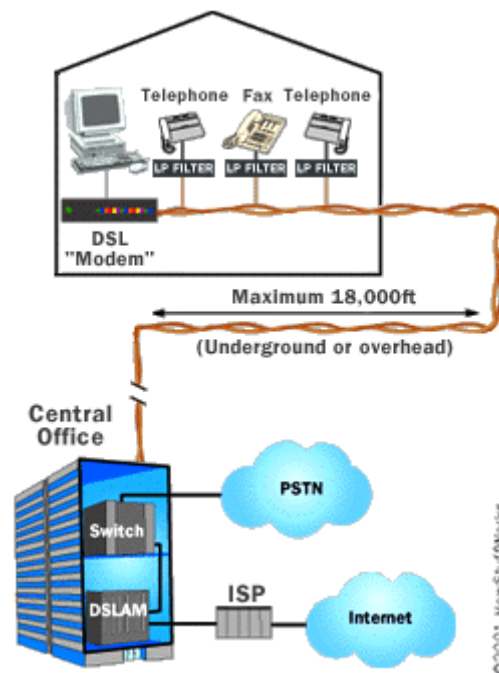 Telephone Fax Telephone
LP FILTER LP FILTER LP FILTER
DSL
"Modem"
Maximum 18,000ft
(Underground or overhead)
Central
Office
PSTN
Switch
DSLAM
ISP
Internet